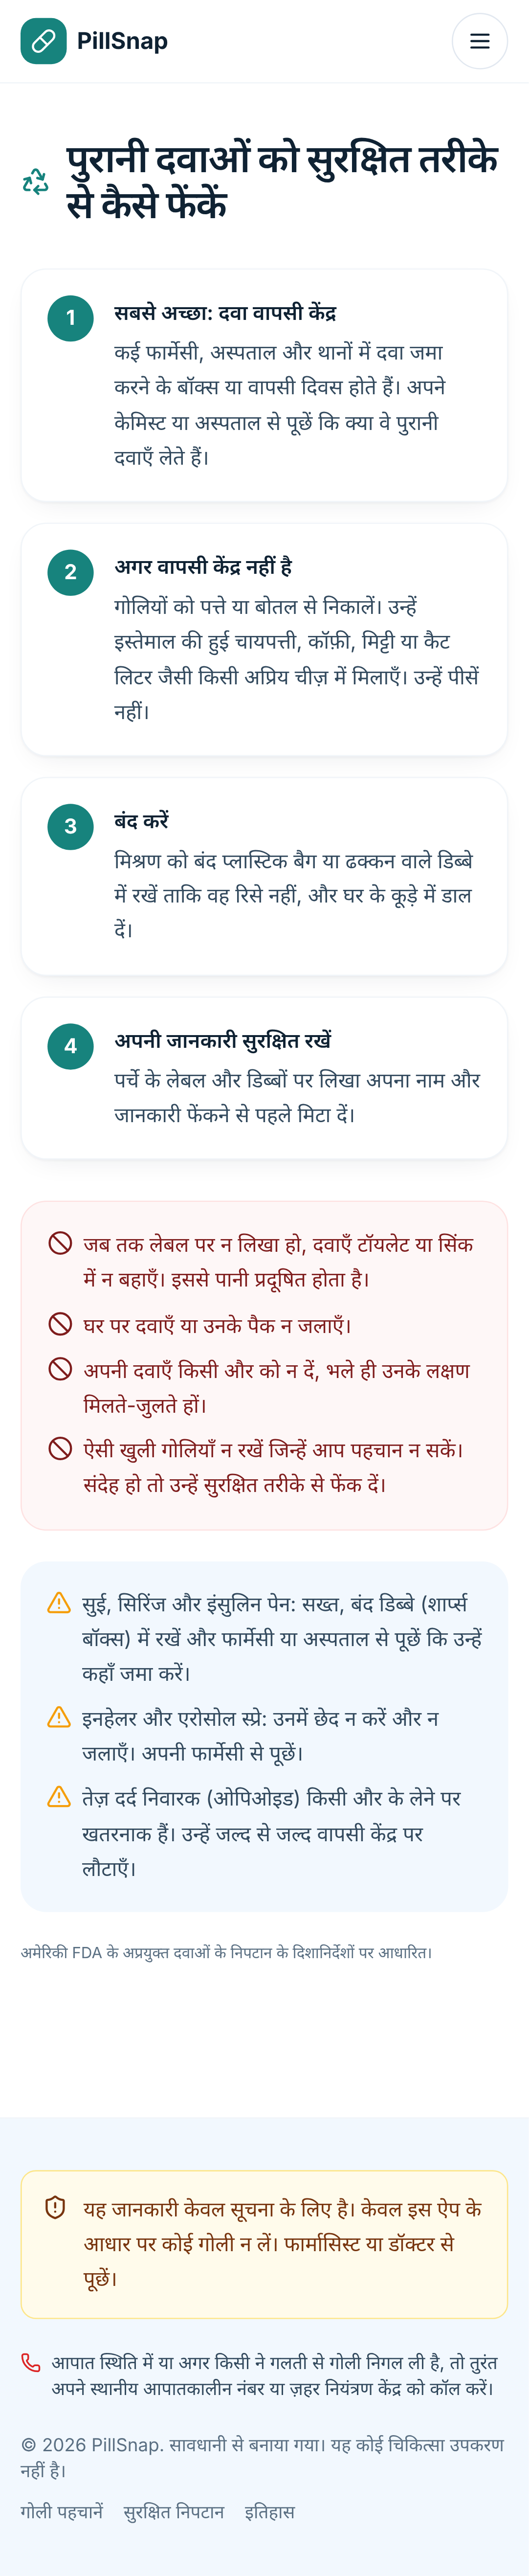 PillSnap
पुरानी दवाओं को सुरक्षित तरीके
से कैसे फेंकें
1
सबसे अच्छा: दवा वापसी केंद्र
कई फार्मेसी, अस्पताल और थानों में दवा जमा
करने के बॉक्स या वापसी दिवस होते हैं। अपने
केमिस्ट या अस्पताल से पूछें कि क्या वे पुरानी
दवाएँ लेते हैं।
2
अगर वापसी केंद्र नहीं है
गोलियों को पत्ते या बोतल से निकालें। उन्हें
इस्तेमाल की हुई चायपत्ती, कॉफ़ी, मिट्टी या कैट
लिटर जैसी किसी अप्रिय चीज़ में मिलाएँ। उन्हें पीसें
नहीं।
3
बंद करें
मिश्रण को बंद प्लास्टिक बैग या ढक्कन वाले डिब्बे
में रखें ताकि वह रिसे नहीं, और घर के कूड़े में डाल
दें।
4
अपनी जानकारी सुरक्षित रखें
पर्चे के लेबल और डिब्बों पर लिखा अपना नाम और
जानकारी फेंकने से पहले मिटा दें।
जब तक लेबल पर न लिखा हो, दवाएँ टॉयलेट या सिंक
में न बहाएँ। इससे पानी प्रदूषित होता है।
घर पर दवाएँ या उनके पैक न जलाएँ।
अपनी दवाएँ किसी और को न दें, भले ही उनके लक्षण
मिलते-जुलते हों।
ऐसी खुली गोलियाँ न रखें जिन्हें आप पहचान न सकें।
संदेह हो तो उन्हें सुरक्षित तरीके से फेंक दें।
सुई, सिरिंज और इंसुलिन पेन: सख्त, बंद डिब्बे (शार्प्स
बॉक्स) में रखें और फार्मेसी या अस्पताल से पूछें कि उन्हें
कहाँ जमा करें।
इनहेलर और एरोसोल स्प्रे: उनमें छेद न करें और न
जलाएँ। अपनी फार्मेसी से पूछें।
तेज़ दर्द निवारक (ओपिओइड) किसी और के लेने पर
खतरनाक हैं। उन्हें जल्द से जल्द वापसी केंद्र पर
लौटाएँ।
अमेरिकी FDA के अप्रयुक्त दवाओं के निपटान के दिशानिर्देशों पर आधारित।
यह जानकारी केवल सूचना के लिए है। केवल इस ऐप के
आधार पर कोई गोली न लें। फार्मासिस्ट या डॉक्टर से
पूछें।
आपात स्थिति में या अगर किसी ने गलती से गोली निगल ली है, तो तुरंत
अपने स्थानीय आपातकालीन नंबर या ज़हर नियंत्रण केंद्र को कॉल करें।
© 2026 PillSnap. सावधानी से बनाया गया। यह कोई चिकित्सा उपकरण
नहीं है।
गोली पहचानें सुरक्षित निपटान इतिहास